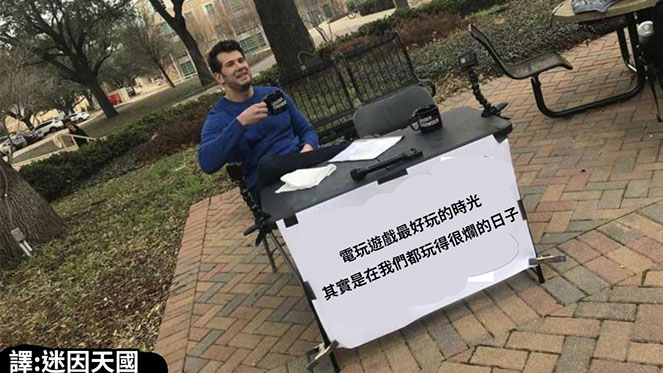 電玩遊戲最好玩的時光
其實是在我們都玩得很爛的日子
譯:迷因天國